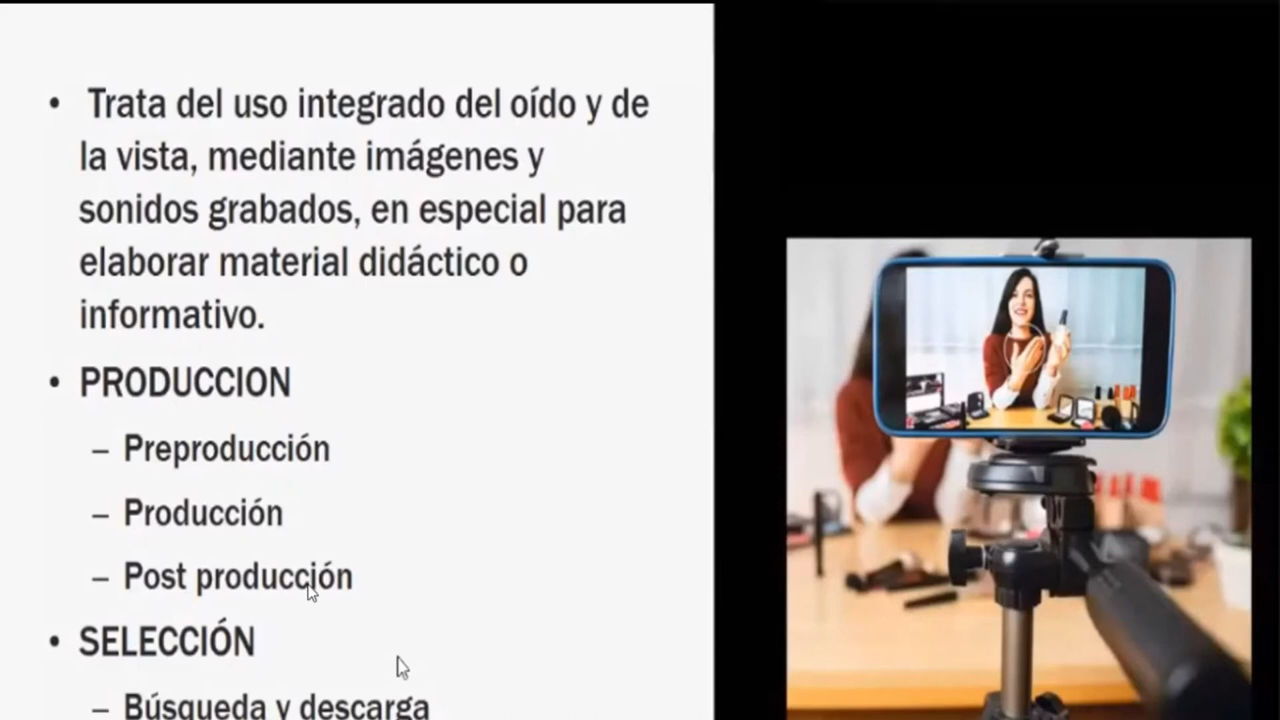 • Trata del uso integrado del oído y de
la vista, mediante imágenes y
sonidos grabados, en especial para
elaborar material didáctico o
informativo.
• PRODUCCION
– Preproducción
– Producción
– Post producción
• SELECCIÓN
– Búsqueda y descarga